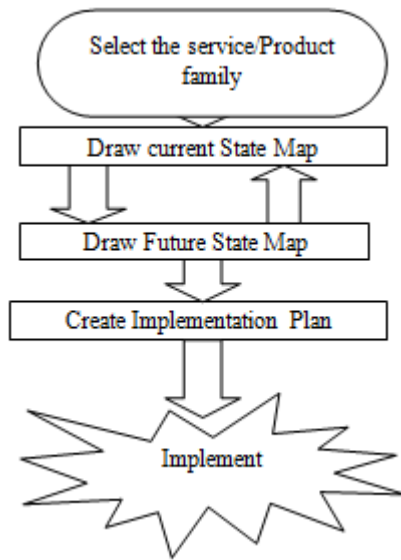 Select the service/Product
family
Draw current State Map
Draw Future State Map
Create Implementation Plan
Implement